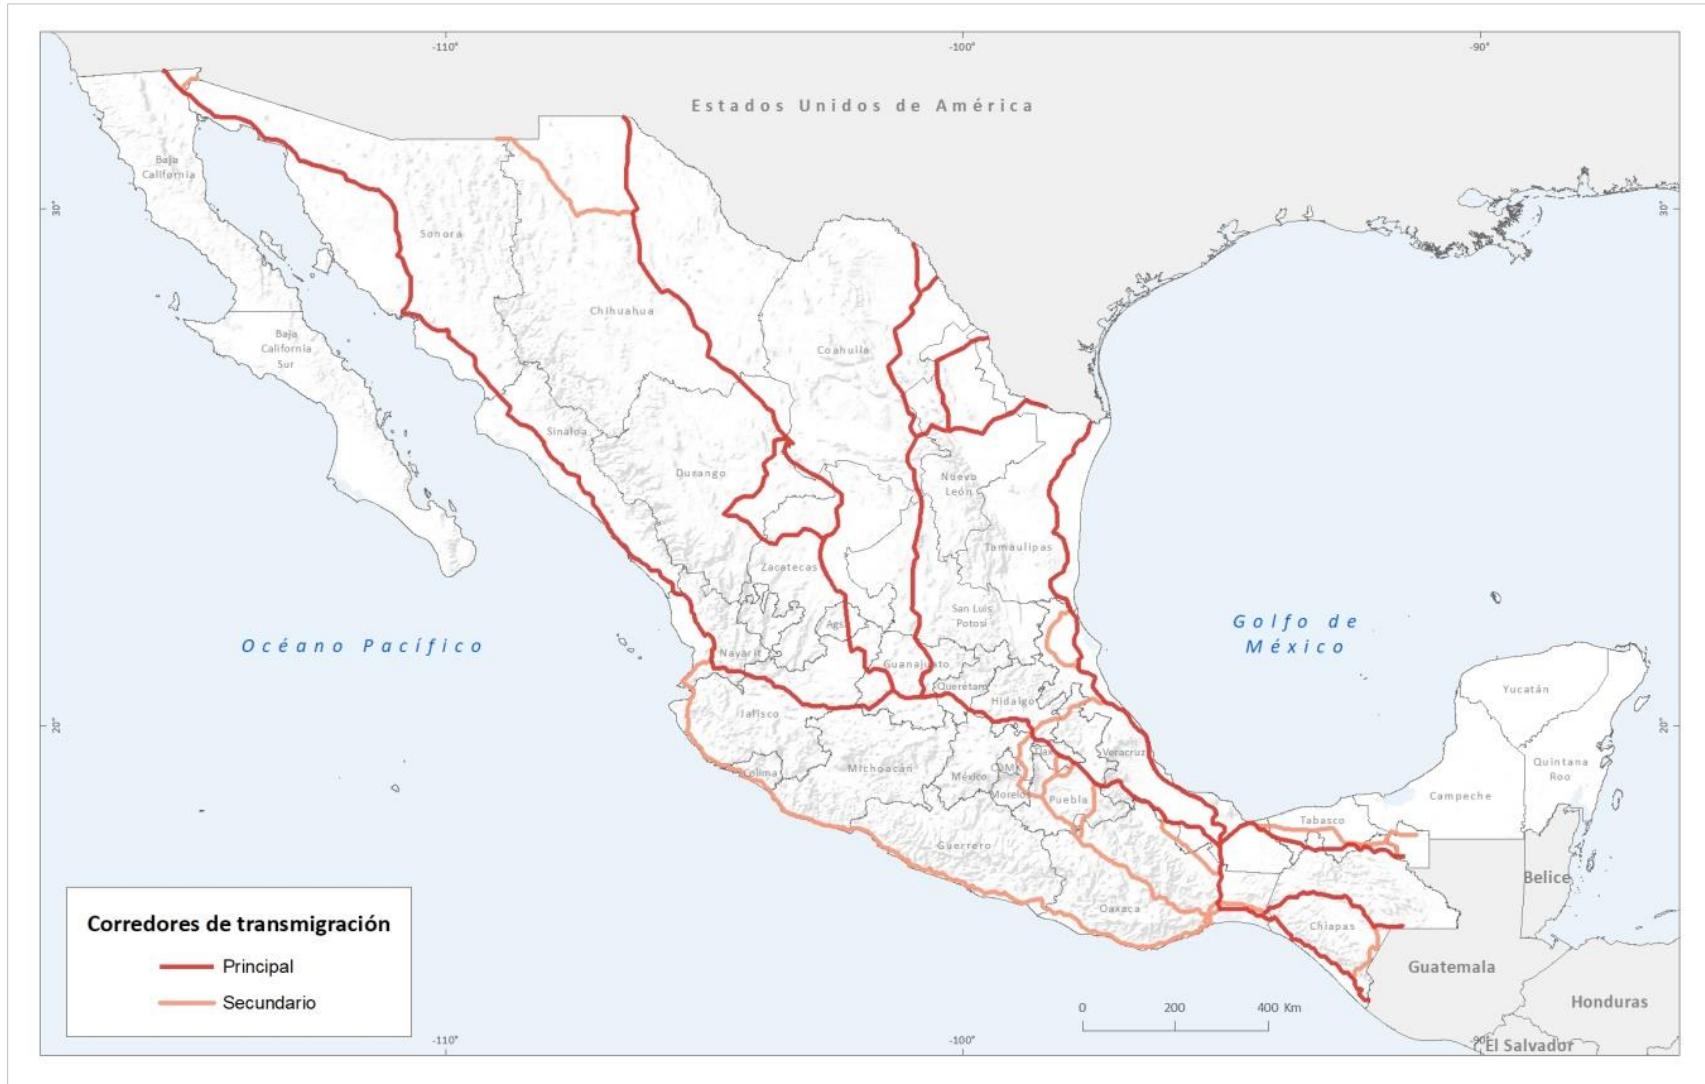 -110°
-100°
-90°
Estados Unidos de América
30°
30°
Baja
California
Sonora
Chihuahua
Coahuila
Baja
California
Sur
Sinaloa
Durango
Nuevo
León
Tamaulipas
Zacatecas
San Luis
Potosí
Ags.
Golfo de
México
Océano Pacífico
Nayarit
Guanajuato
Querétaro
Hidalgo
Yucatán
20°
20°
Jalisco
Veracruz
Tlax.
Quintana
Roo
Colima
Michoacán
México
CDMX
Morelos
Puebla
Campeche
Tabasco
Guerrero
Belice
Oaxaca
Chiapas
Corredores de transmigración
Principal
Secundario
Guatemala
Honduras
El Salvador
0 200 400 Km
-110°
-100°
-90°